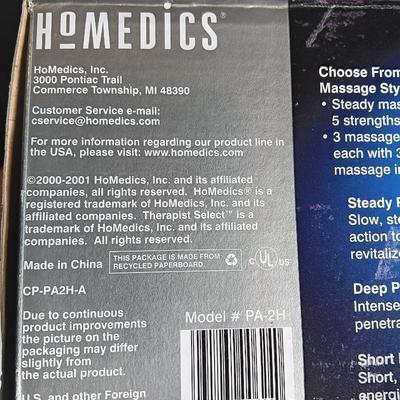 HOMEDICS®
HoMedics, Inc.
3000 Pontiac Trail
Commerce Township, MI 48390
Customer Service e-mail:
cservice@homedics.com
For more information regarding our product line in
the USA, please visit: www.homedics.com
©2000-2001 HoMedics, Inc. and its affiliated
companies, all rights reserved. HoMedics® is a
registered trademark of HoMedics, Inc. and its
affiliated companies. Therapist Select™ is a
trademark of HoMedics, Inc. and its affiliated
companies. All rights reserved.
Made in China
THIS PACKAGE IS MADE FROM
RECYCLED PAPERBOARD.
c UL us
CP-PA2H-A
Due to continuous
product improvements
the picture on the
packaging may differ
slightly from
the actual product.
Model # PA-2H
U.S. and other Foreign
Choose From
Massage Sty
• Steady mas
5 strengths
• 3 massage
each with 3
massage in
Steady P
Slow, ste
action to
revitaliz
Deep P
Intense
penetra
Short
energi